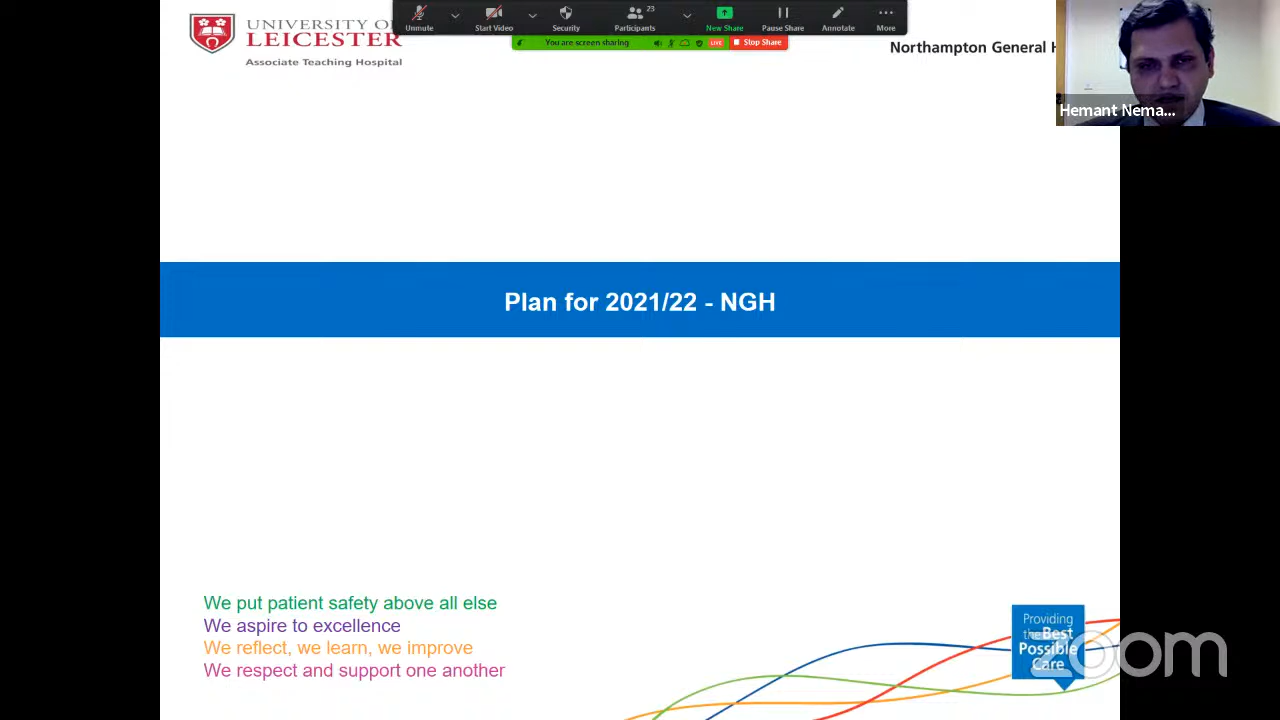 UNIVERSITY OF
LEICESTER
Associate Teaching Hospital
Unmute
Start Video
Security
Participants
23
New Share
Pause Share
Annotate
More
You are screen sharing
LIVE
Stop Share
Northampton General
Hemant Nema...
Plan for 2021/22 - NGH
We put patient safety above all else
We aspire to excellence
We reflect, we learn, we improve
We respect and support one another
Providing
the Best
Possible
Care
zoom